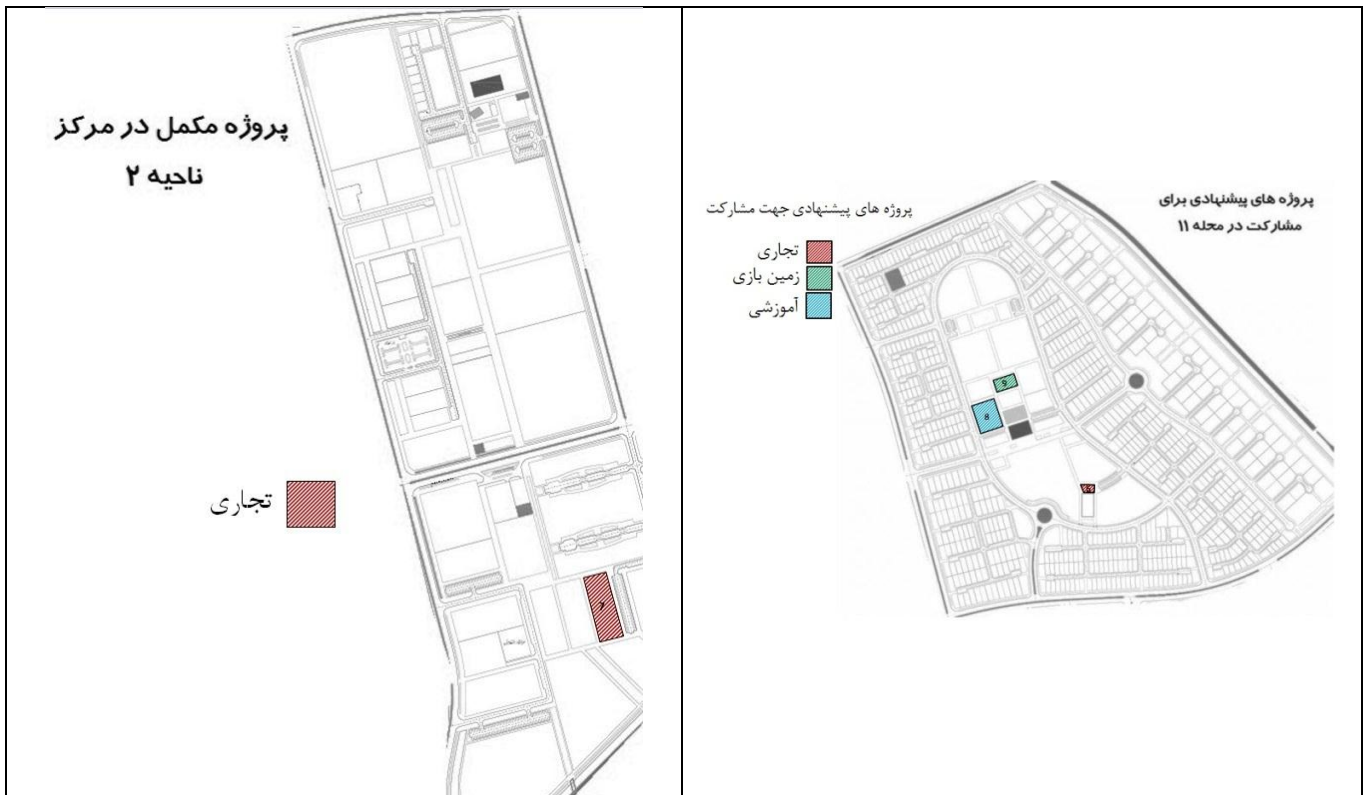 پروژه مکمل در مرکز
ناحیه ۲
تجاری
پروژه های پیشنهادی برای
مشارکت در محله ۱۱
پروژه های پیشنهادی جهت مشارکت
تجاری
زمین بازی
آموزشی